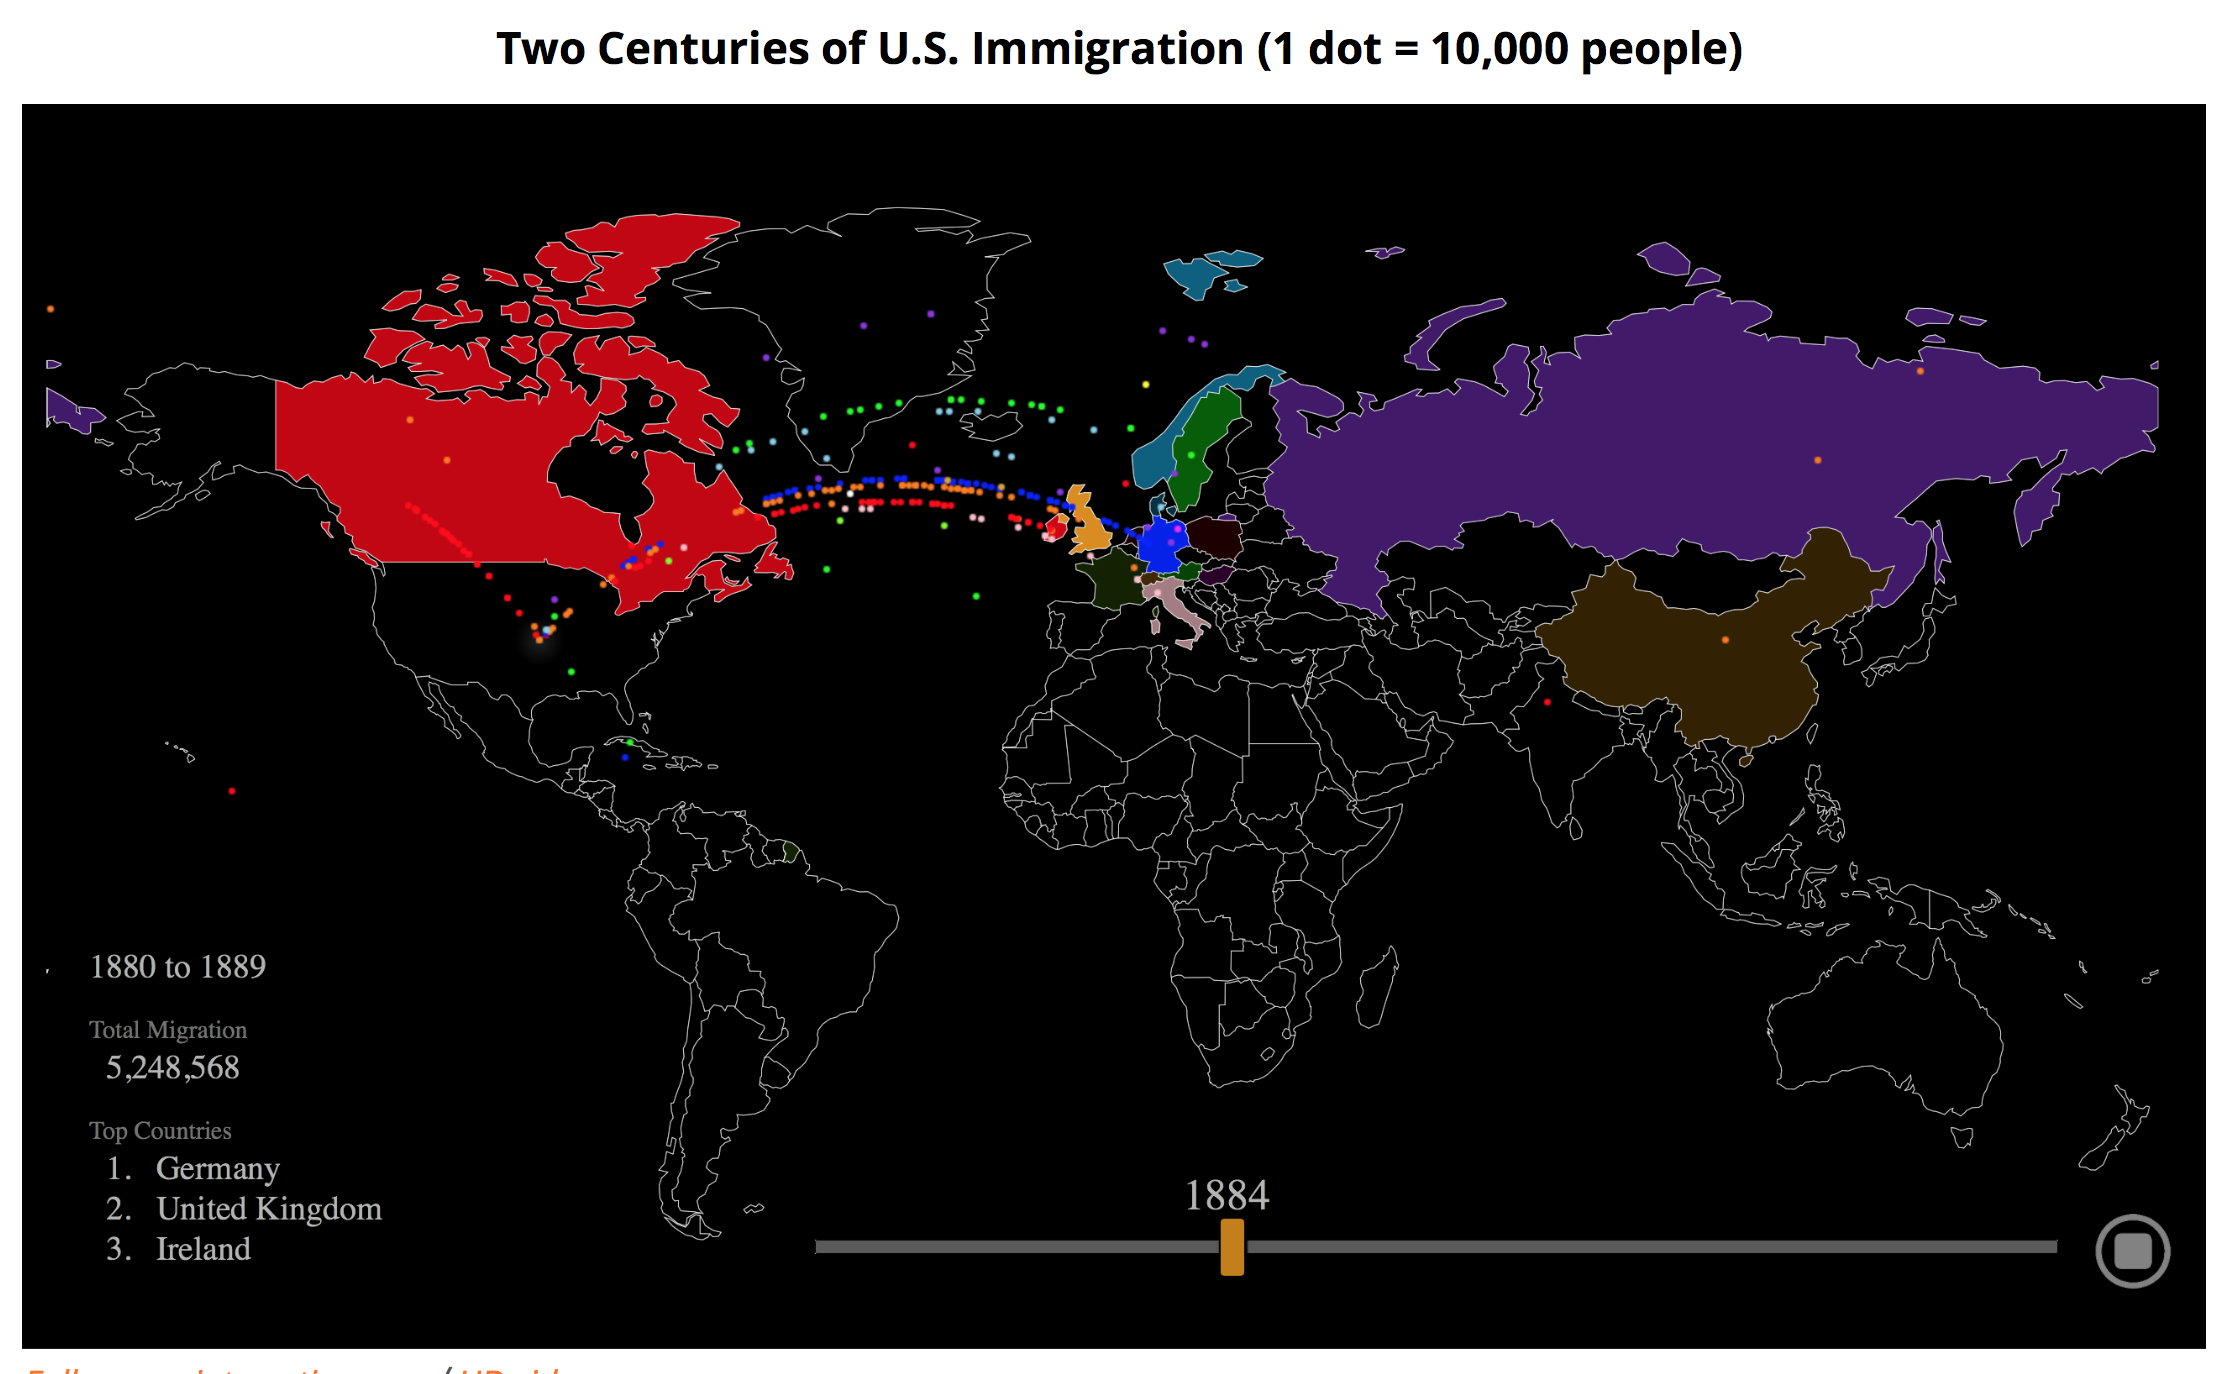 Two Centuries of U.S. Immigration (1 dot = 10,000 people)
1880 to 1889
Total Migration
5,248,568
Top Countries
1. Germany
2. United Kingdom
3. Ireland
1884